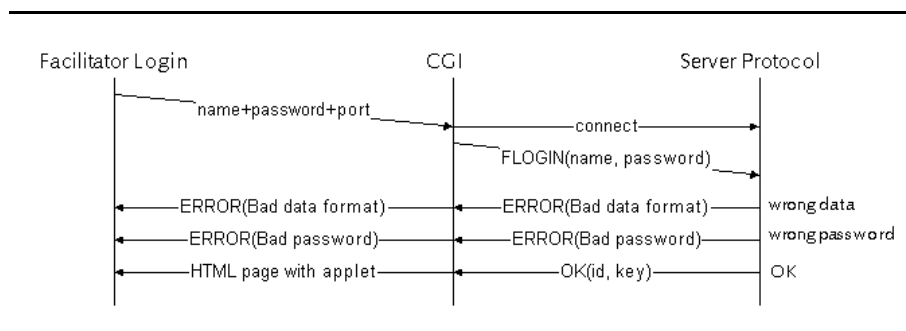 Facilitator Login CGI Server Protocol
name+password+port
connect
FLOGIN(name, password)
ERROR(Bad data format) ERROR(Bad data format) wrong data
ERROR(Bad password) ERROR(Bad password) wrong password
HTML page with applet OK(id, key) OK